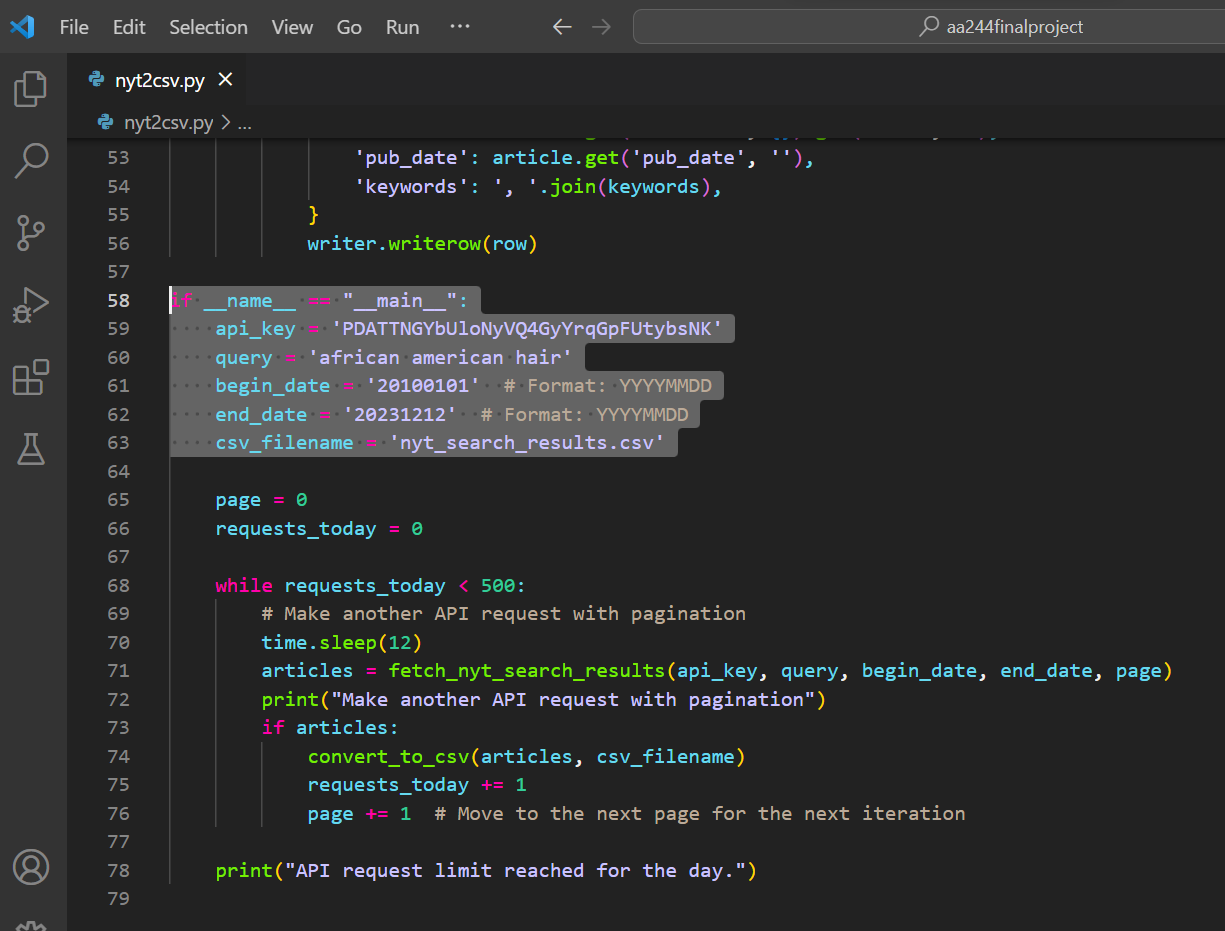 File Edit Selection View Go Run ··· aa244finalproject
nyt2csv.py
nyt2csv.py > ...
53 'pub_date': article.get('pub_date', ''),
54 'keywords': ', '.join(keywords),
55 }
56 writer.writerow(row)
57
58 if __name__ == "__main__":
59 api_key = 'PDATTNGYbUloNyVQ4GyYrqGpFUtybsNK'
60 query = 'african american hair'
61 begin_date = '20100101' # Format: YYYYMMDD
62 end_date = '20231212' # Format: YYYYMMDD
63 csv_filename = 'nyt_search_results.csv'
64
65 page = 0
66 requests_today = 0
67
68 while requests_today < 500:
69 # Make another API request with pagination
70 time.sleep(12)
71 articles = fetch_nyt_search_results(api_key, query, begin_date, end_date, page)
72 print("Make another API request with pagination")
73 if articles:
74 convert_to_csv(articles, csv_filename)
75 requests_today += 1
76 page += 1 # Move to the next page for the next iteration
77
78 print("API request limit reached for the day.")
79